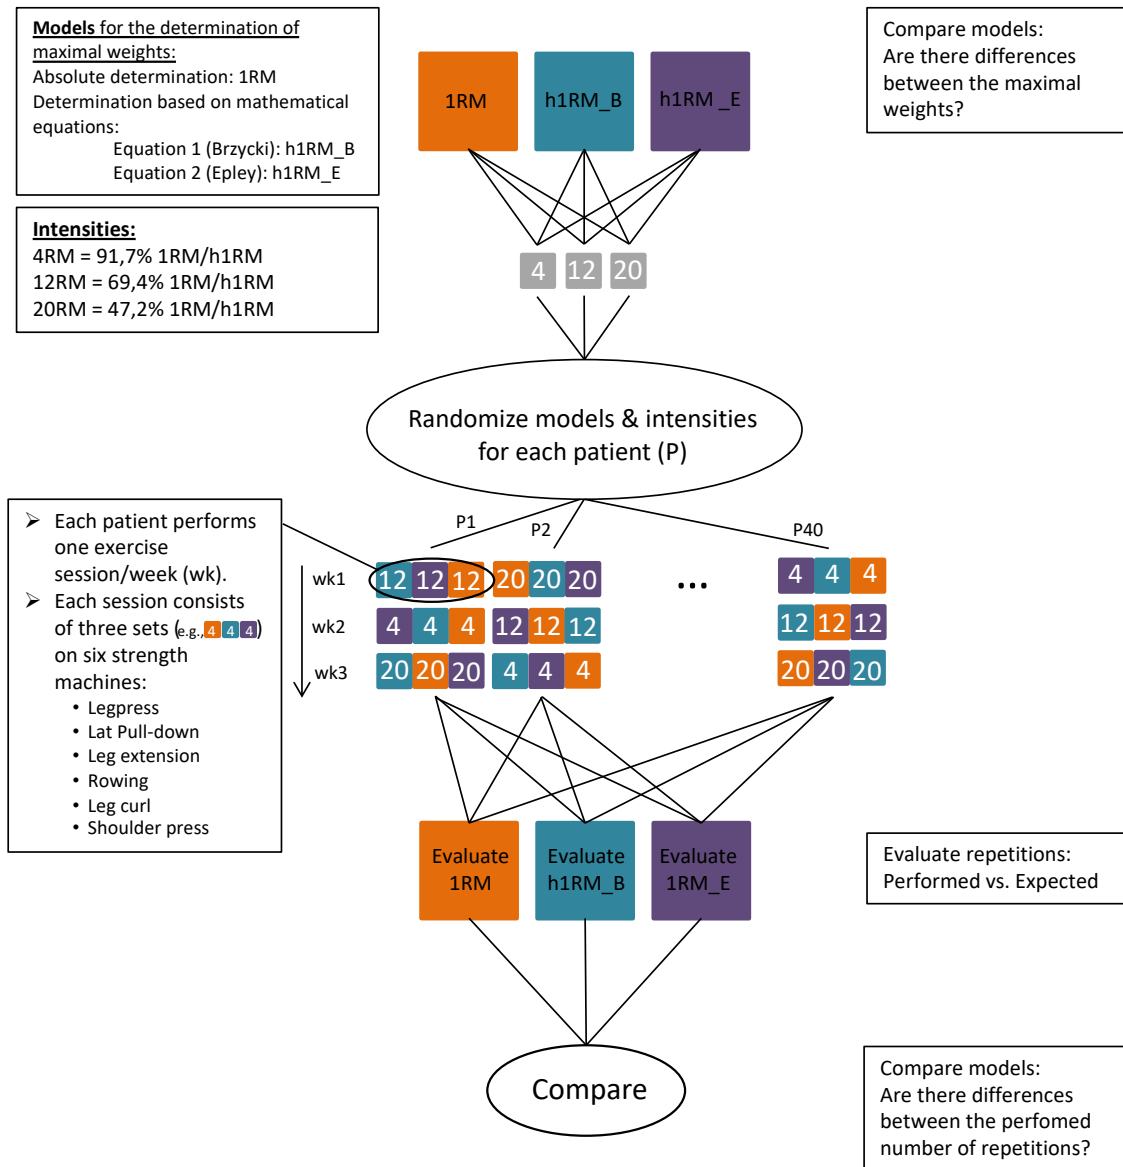 Models for the determination of
maximal weights:
Absolute determination: 1RM
Determination based on mathematical
equations:
Equation 1 (Brzycki): h1RM_B
Equation 2 (Epley): h1RM_E
1RM
h1RM_B
h1RM _E
Compare models:
Are there differences
between the maximal
weights?
Intensities:
4RM = 91,7% 1RM/h1RM
12RM = 69,4% 1RM/h1RM
20RM = 47,2% 1RM/h1RM
4 12 20
Randomize models & intensities
for each patient (P)
➢ Each patient performs
one exercise
session/week (wk).
➢ Each session consists
of three sets (e.g., 4 4 4)
on six strength
machines:
• Legpress
• Lat Pull-down
• Leg extension
• Rowing
• Leg curl
• Shoulder press
P1
P2
P40
wk1
12 12 12
20 20 20
...
4 4 4
wk2
4 4 4
12 12 12
12 12 12
wk3
20 20 20
4 4 4
20 20 20
Evaluate
1RM
Evaluate
h1RM_B
Evaluate
1RM_E
Evaluate repetitions:
Performed vs. Expected
Compare
Compare models:
Are there differences
between the perfomed
number of repetitions?